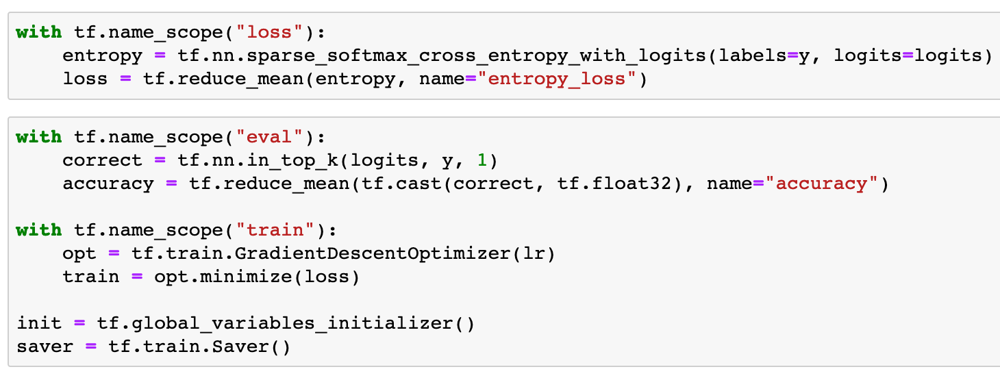 with tf.name_scope("loss"):
    entropy = tf.nn.sparse_softmax_cross_entropy_with_logits(labels=y, logits=logits)
    loss = tf.reduce_mean(entropy, name="entropy_loss")
with tf.name_scope("eval"):
    correct = tf.nn.in_top_k(logits, y, 1)
    accuracy = tf.reduce_mean(tf.cast(correct, tf.float32), name="accuracy")
with tf.name_scope("train"):
    opt = tf.train.GradientDescentOptimizer(lr)
    train = opt.minimize(loss)
init = tf.global_variables_initializer()
saver = tf.train.Saver()